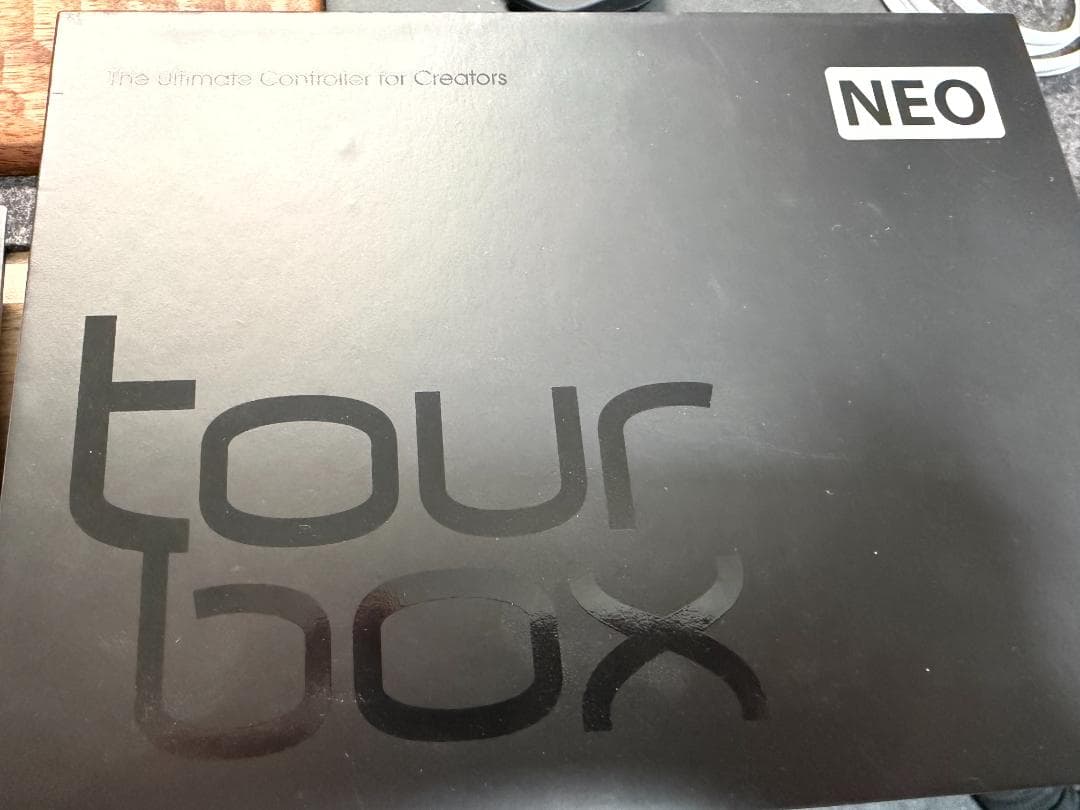 The Ultimate Controller for Creators
NEO
tour
box